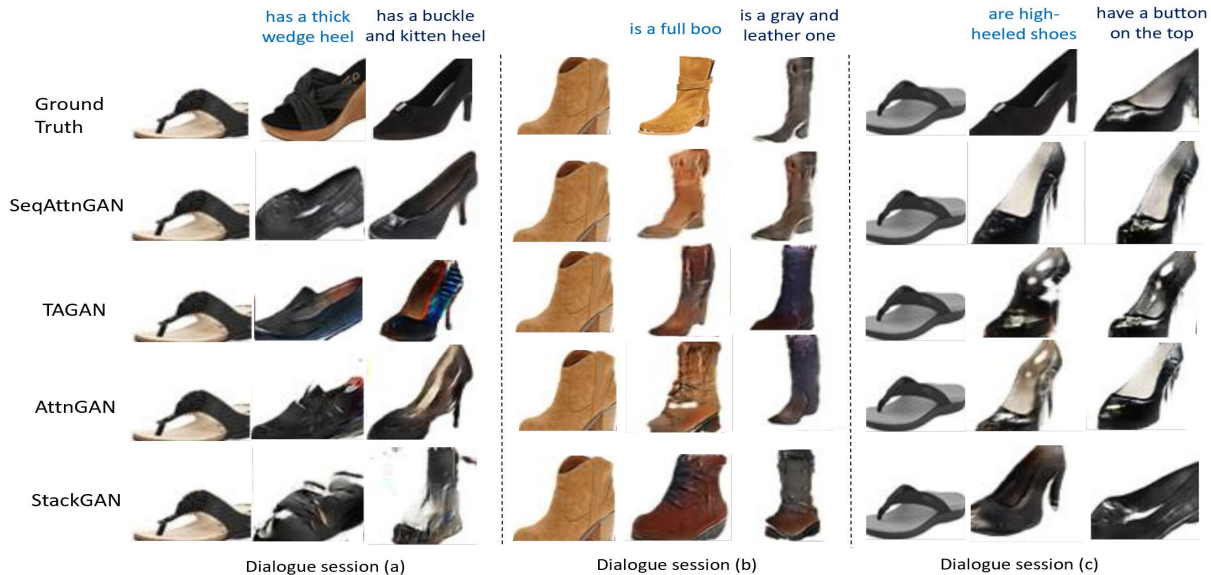 has a thick
wedge heel
has a buckle
and kitten heel
is a full boo
is a gray and
leather one
are high-
heeled shoes
have a button
on the top
Ground
Truth
SeqAttnGAN
TAGAN
AttnGAN
StackGAN
Dialogue session (a)
Dialogue session (b)
Dialogue session (c)